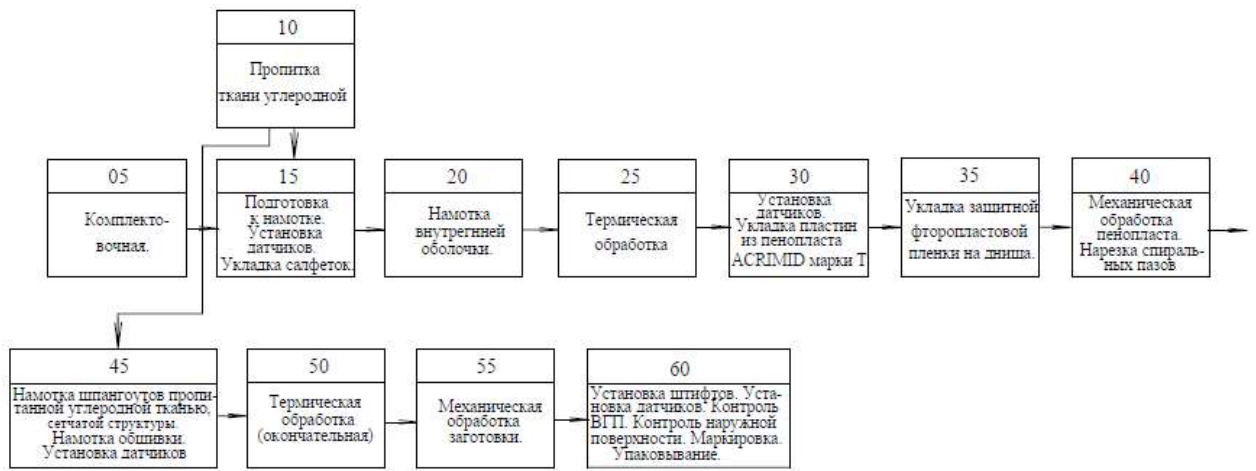 10
Пропитка
ткани углеродной
05
Комплекто-
вочная.
15
Подготовка
к намотке.
Установка
датчиков.
Укладка салфеток.
20
Намотка
внутрегнней
оболочки.
25
Термическая
обработка
30
Установка
датчиков.
Укладка пластин
из пенопласта
ACRIMID марки Т
35
Укладка защитной
фторопластовой
пленки на днища.
40
Механическая
обработка
пенопласта.
Нарезка спираль-
ных пазов
45
Намотка шпангоутов пропи-
танной углеродной тканью,
сетчатой структуры.
Намотка обшивки.
Установка датчиков
50
Термическая
обработка
(окончательная)
55
Механическая
обработка
заготовки.
60
Установка штифтов. Уста-
новка датчиков. Контроль
ВГП. Контроль наружной
поверхности. Маркировка.
Упаковывание.